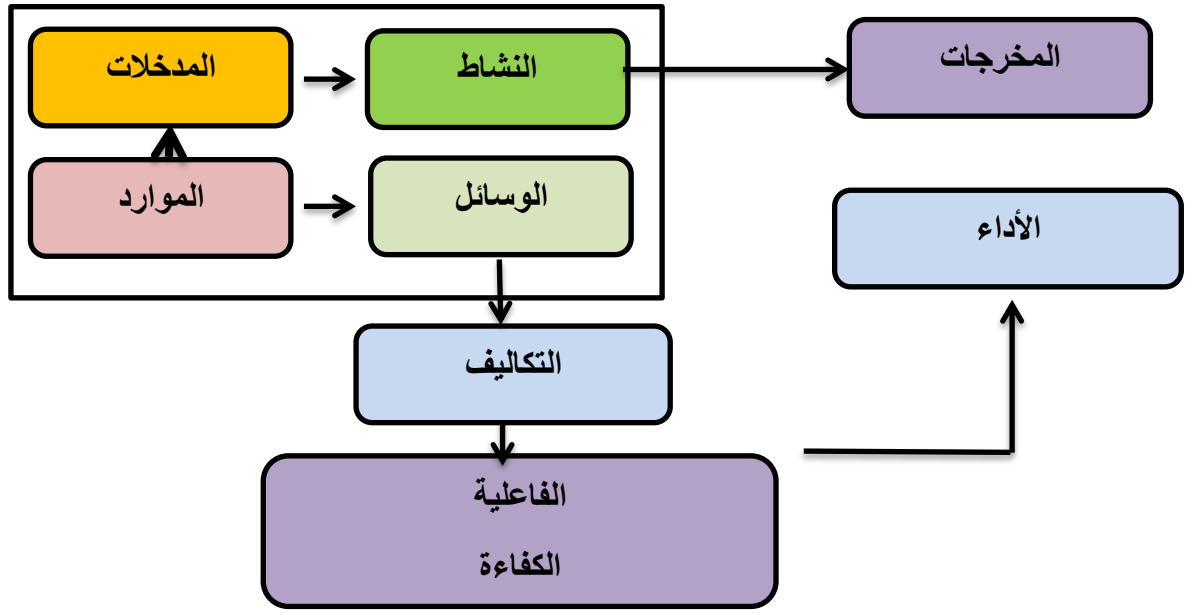 المدخلات
النشاط
المخرجات
الموارد
الوسائل
الأداء
التكاليف
الفاعلية
الكفاءة